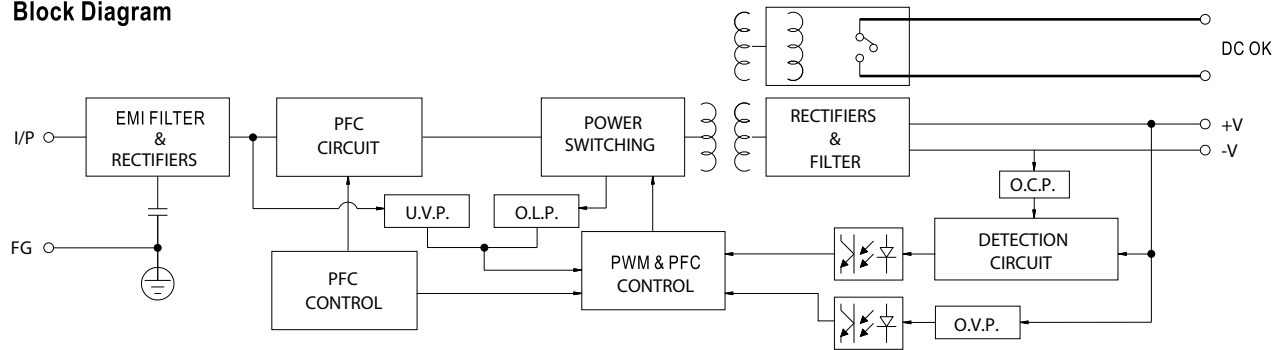 Block Diagram
DC OK
I/P
EMI FILTER
&
RECTIFIERS
PFC
CIRCUIT
POWER
SWITCHING
RECTIFIERS
&
FILTER
+V
-V
O.C.P.
U.V.P.
O.L.P.
FG
DETECTION
CIRCUIT
PFC
CONTROL
PWM & PFC
CONTROL
O.V.P.